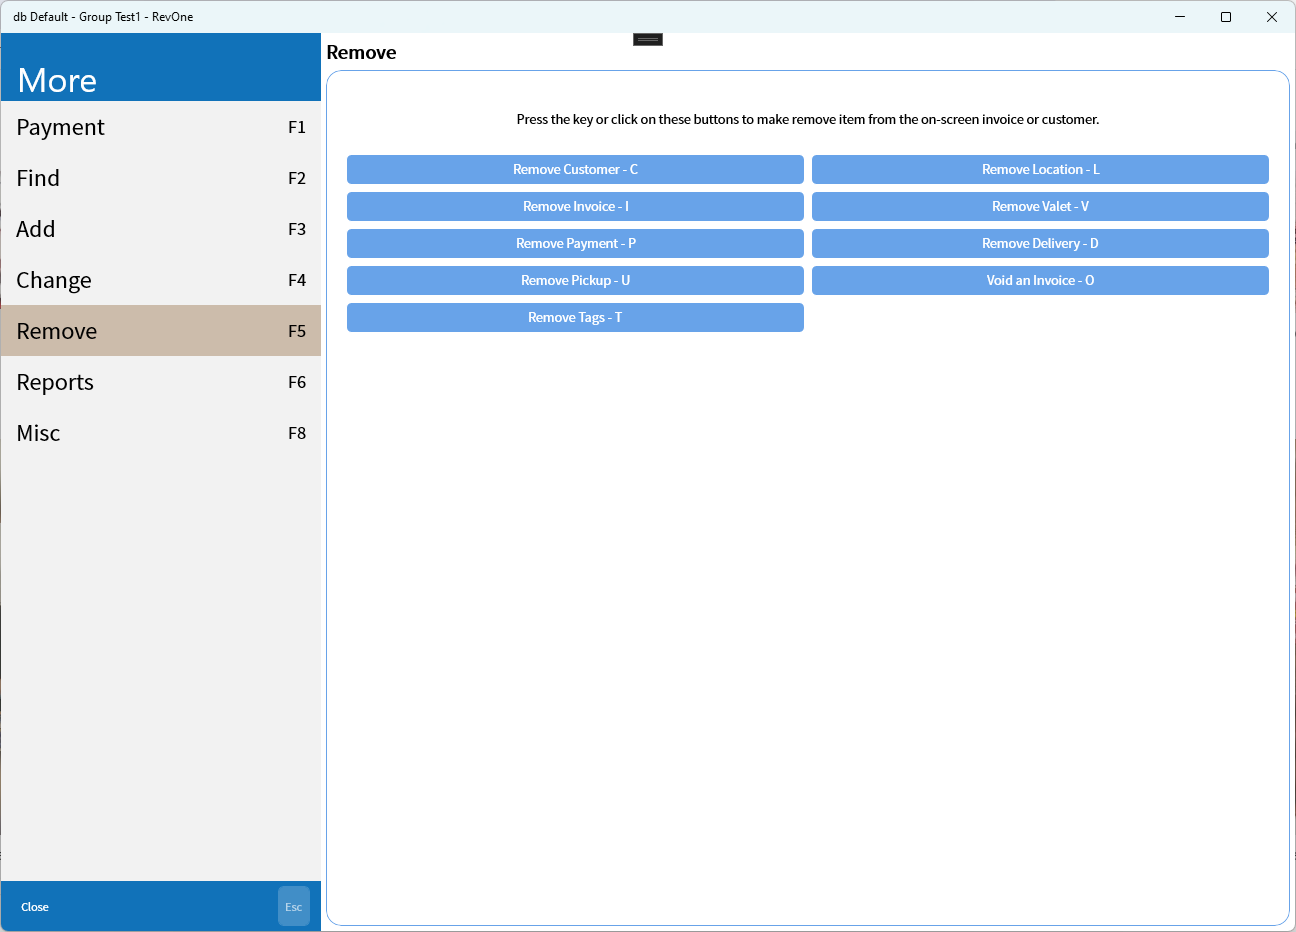 db Default - Group Test1 - RevOne
More
Payment F1
Find F2
Add F3
Change F4
Remove F5
Reports F6
Misc F8
Close Esc
Remove
Press the key or click on these buttons to make remove item from the on-screen invoice or customer.
Remove Customer - C
Remove Location - L
Remove Invoice - I
Remove Valet - V
Remove Payment - P
Remove Delivery - D
Remove Pickup - U
Void an Invoice - O
Remove Tags - T